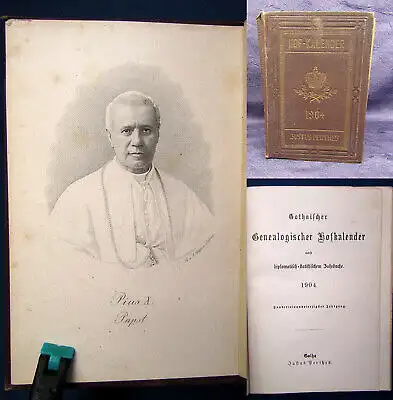 Pius X.
Papst.
HOF-KALENDER
1904
JUSTUS PERTHES
Gothaischer
Genealogischer Hofkalender
nebst
diplomatisch-statistischem Jahrbuche.
1904.
Hunderteinundvierzigster Jahrgang.
Gotha
Justus Perthes.